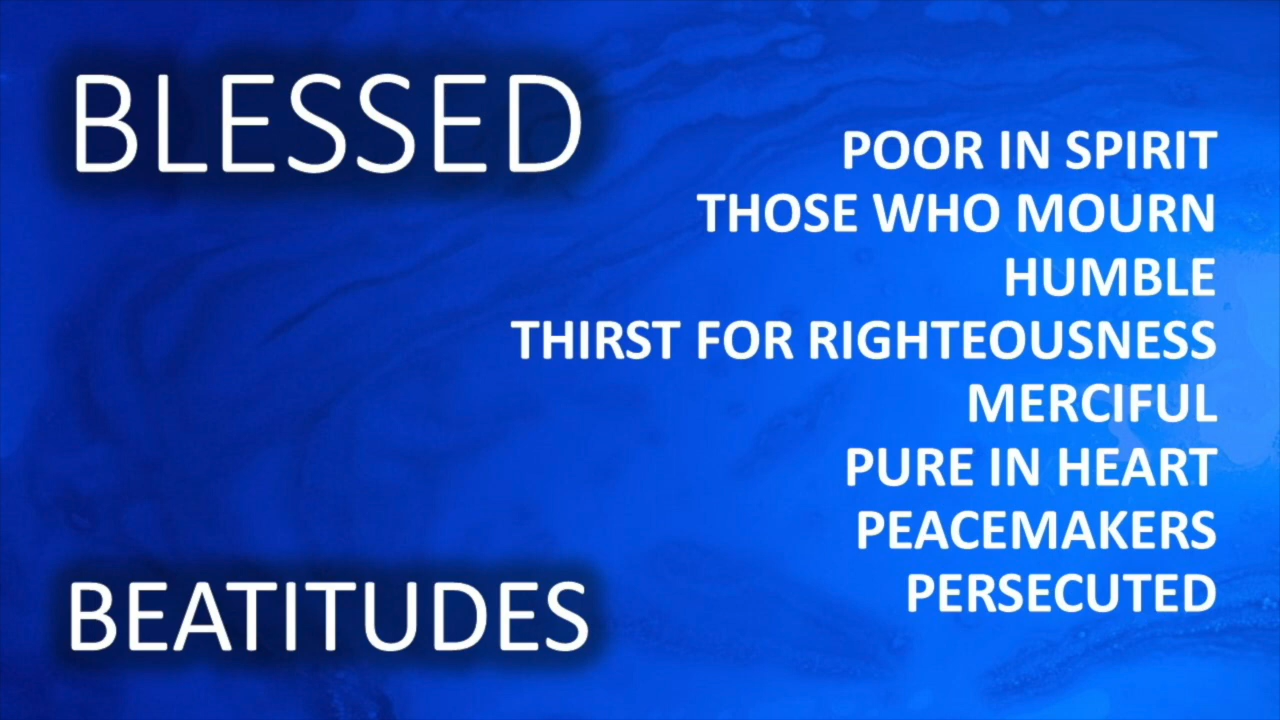 BLESSED
POOR IN SPIRIT
THOSE WHO MOURN
HUMBLE
THIRST FOR RIGHTEOUSNESS
MERCIFUL
PURE IN HEART
PEACEMAKERS
PERSECUTED
BEATITUDES